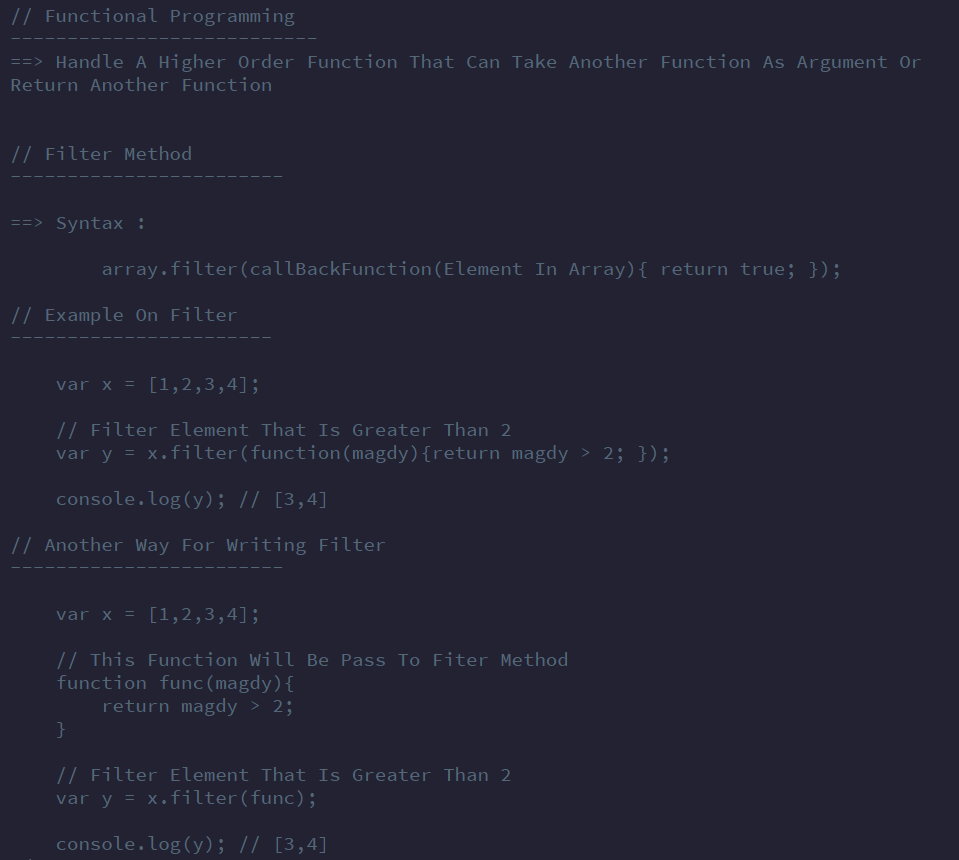 // Functional Programming
---------------------------
==> Handle A Higher Order Function That Can Take Another Function As Argument Or
Return Another Function
// Filter Method
------------------------
==> Syntax :
array.filter(callBackFunction(Element In Array){ return true; });
// Example On Filter
-----------------------
var x = [1,2,3,4];
// Filter Element That Is Greater Than 2
var y = x.filter(function(magdy){return magdy > 2; });
console.log(y); // [3,4]
// Another Way For Writing Filter
------------------------
var x = [1,2,3,4];
// This Function Will Be Pass To Fiter Method
function func(magdy){
return magdy > 2;
}
// Filter Element That Is Greater Than 2
var y = x.filter(func);
console.log(y); // [3,4]